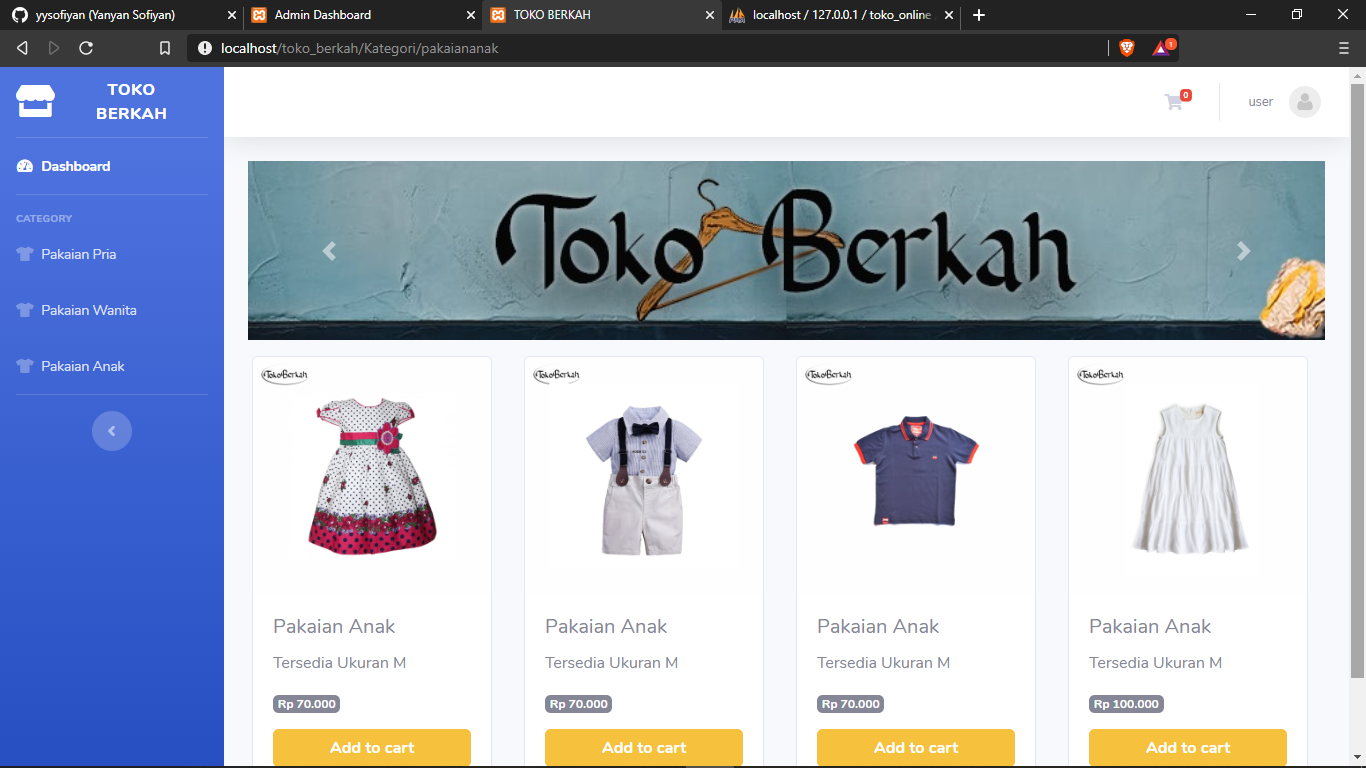 yysofiyan (Yanyan Sofiyan)
Admin Dashboard
TOKO BERKAH
localhost / 127.0.0.1 / toko_online
localhost/toko_berkah/Kategori/pakaiananak
1
TOKO
BERKAH
0
user
Dashboard
CATEGORY
Pakaian Pria
Pakaian Wanita
Pakaian Anak
Toko Berkah
TokoBerkah
TokoBerkah
TokoBerkah
TokoBerkah
Pakaian Anak
Tersedia Ukuran M
Rp 70.000
Add to cart
Pakaian Anak
Tersedia Ukuran M
Rp 70.000
Add to cart
Pakaian Anak
Tersedia Ukuran M
Rp 70.000
Add to cart
Pakaian Anak
Tersedia Ukuran M
Rp 100.000
Add to cart